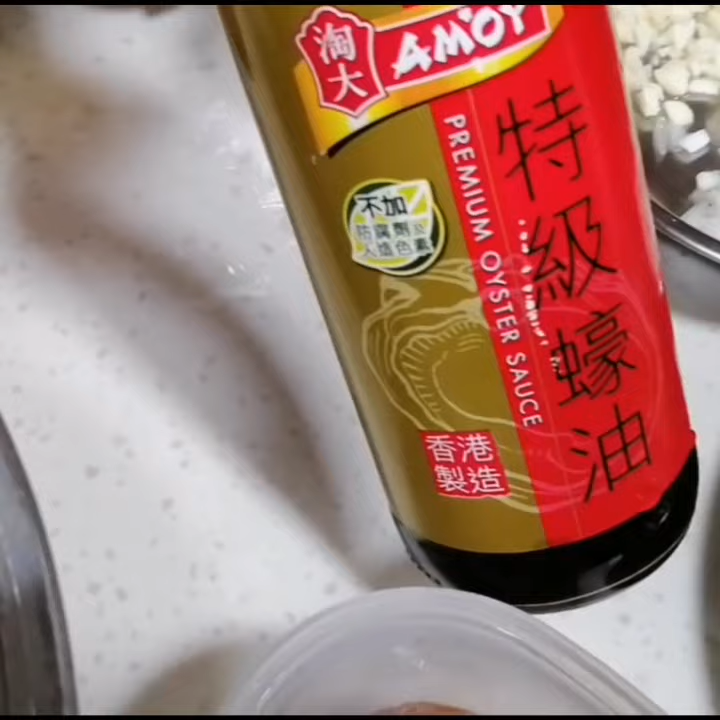 淘大
AMOY
特級蠔油
PREMIUM OYSTER SAUCE
不加
防腐劑及
人造色素
香港
製造